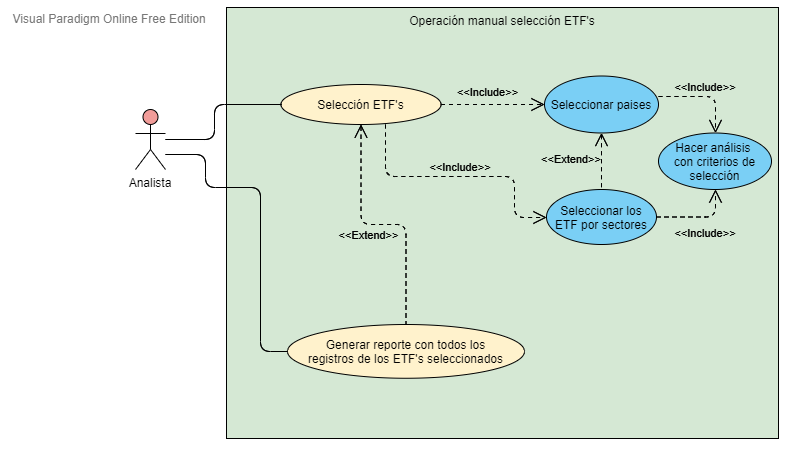 Visual Paradigm Online Free Edition
Operación manual selección ETF's
Selección ETF's
<<Include>>
Seleccionar paises
<<Include>>
Hacer análisis
con criterios de
selección
<<Include>>
<<Extend>>
Seleccionar los
ETF por sectores
<<Include>>
<<Extend>>
Analista
Generar reporte con todos los
registros de los ETF's seleccionados